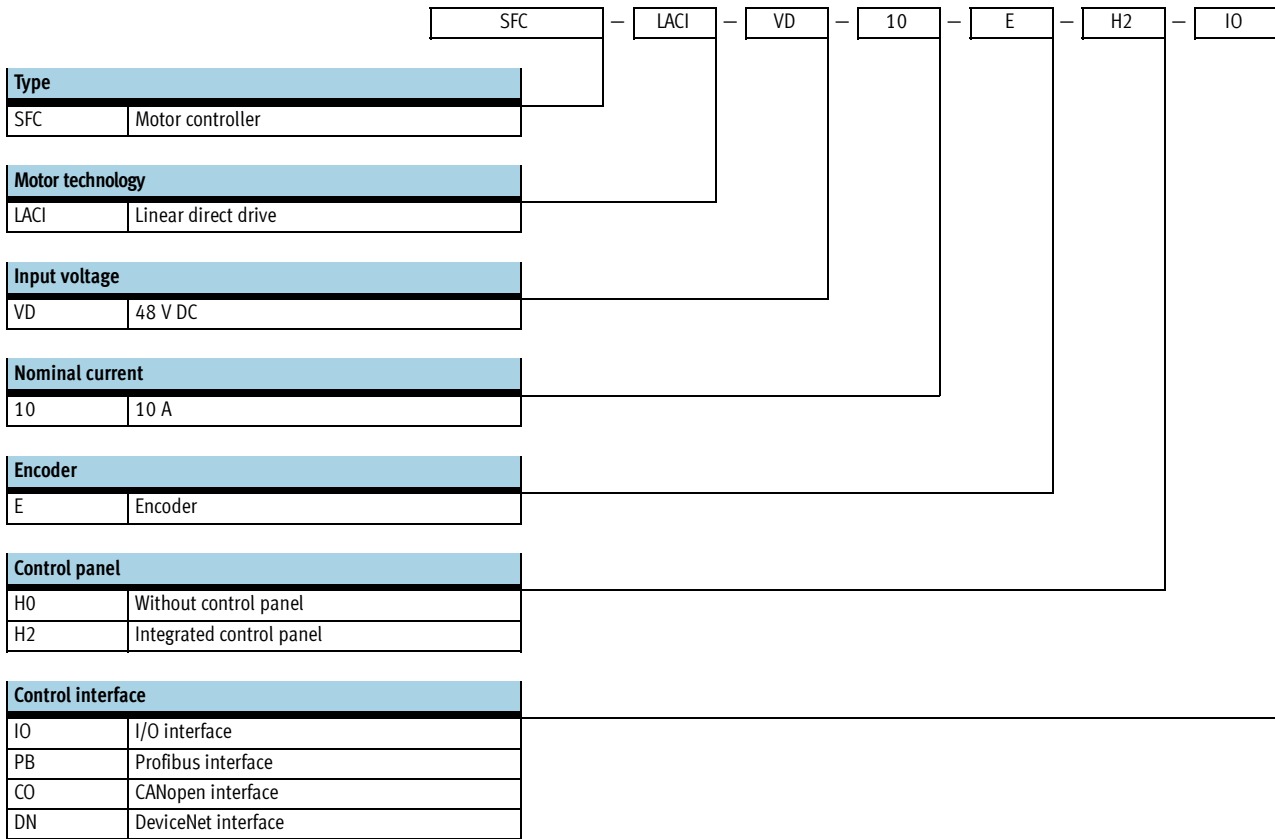 SFC – LACI – VD – 10 – E – H2 – IO
Type
SFC Motor controller
Motor technology
LACI Linear direct drive
Input voltage
VD 48 V DC
Nominal current
10 10 A
Encoder
E Encoder
Control panel
H0 Without control panel
H2 Integrated control panel
Control interface
IO I/O interface
PB Profibus interface
CO CANopen interface
DN DeviceNet interface